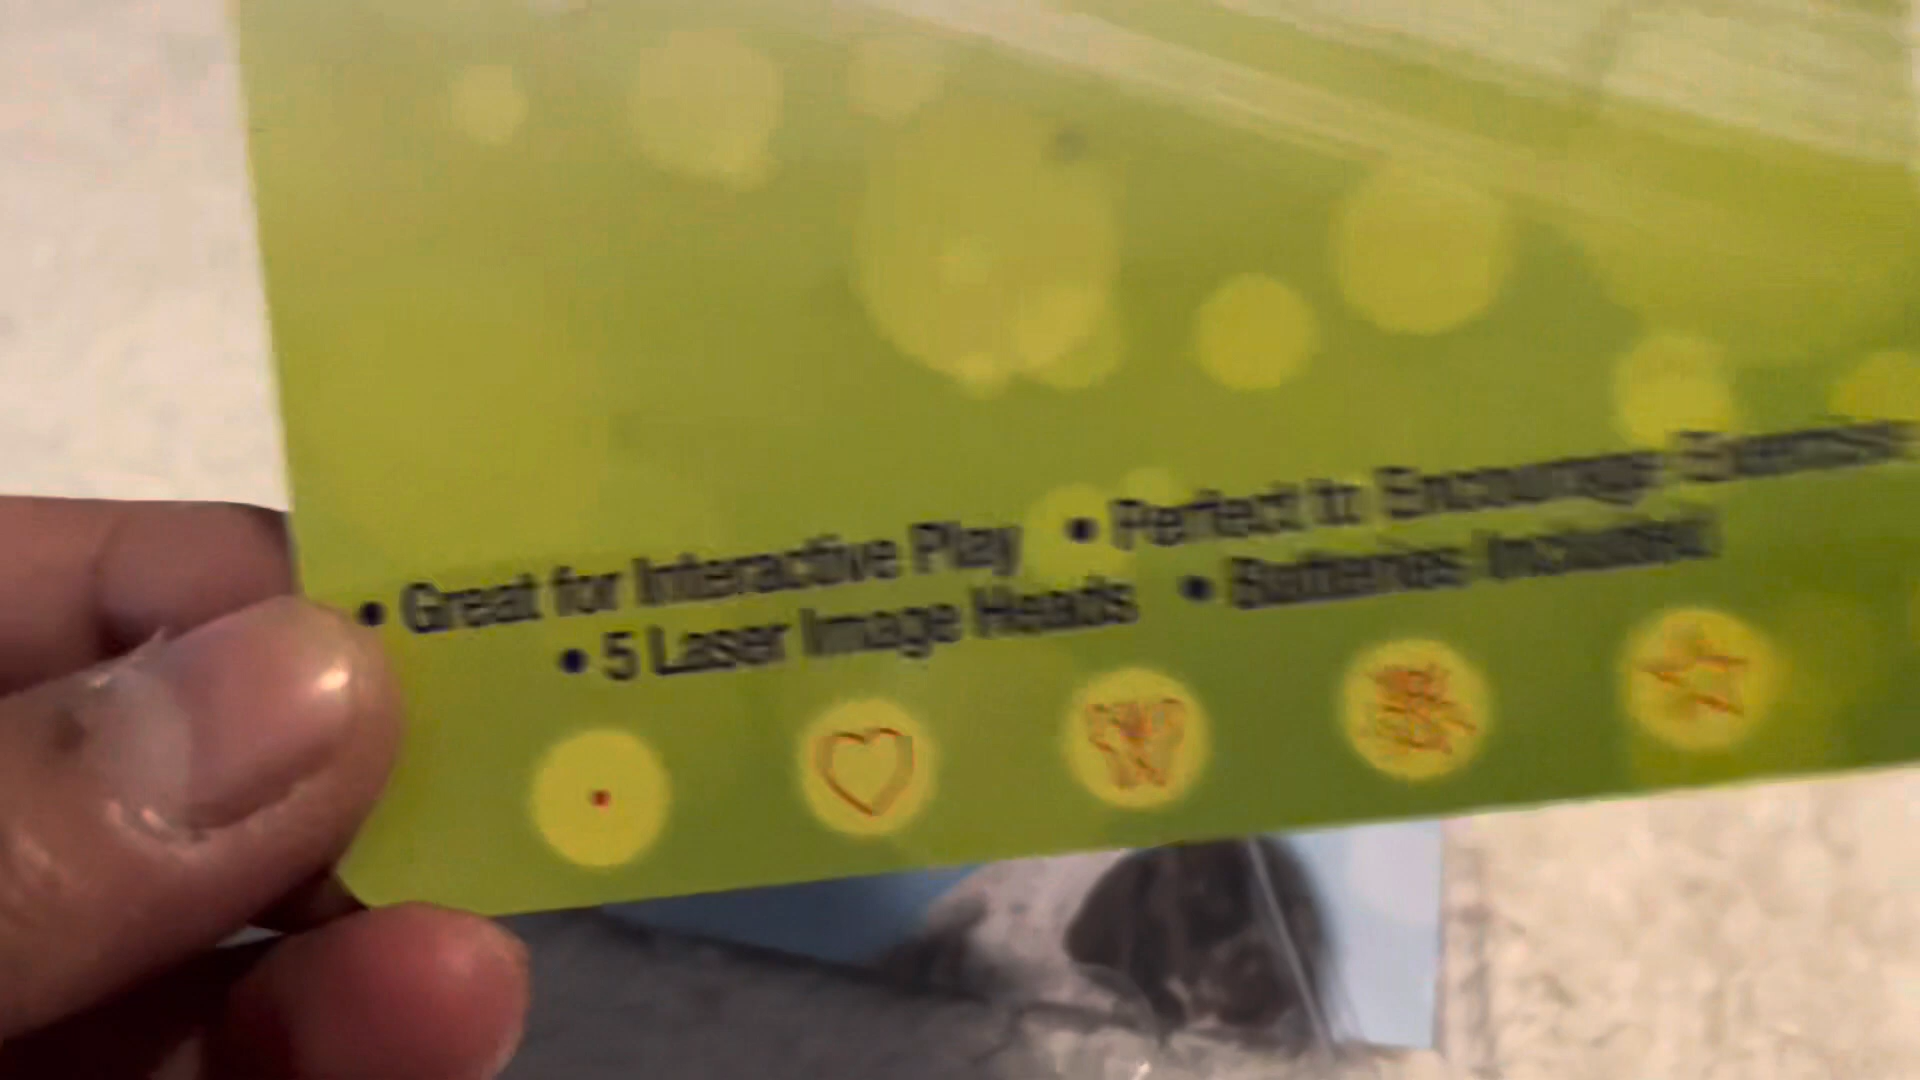 • Great for Interactive Play • Perfect to Encourage Exercise
• 5 Laser Image Heads • Batteries Included